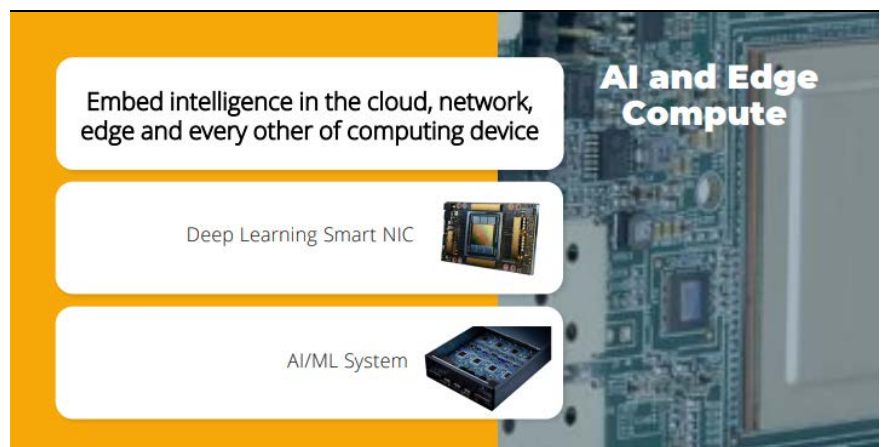 AI and Edge
Compute
Embed intelligence in the cloud, network,
edge and every other of computing device
Deep Learning Smart NIC
AI/ML System